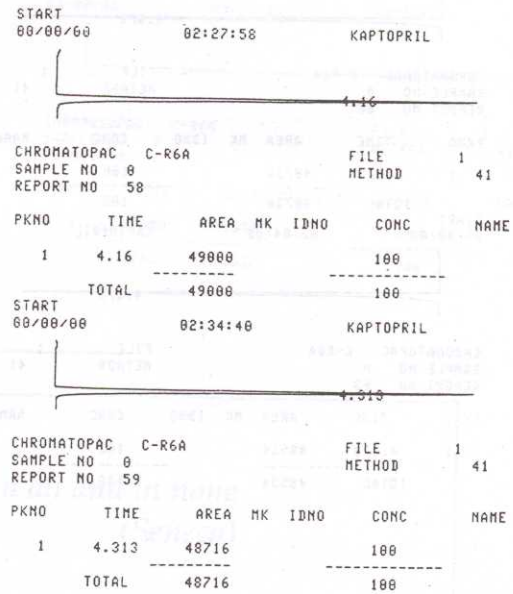 START
00/00/00 02:27:58 KAPTOPRIL
4.16
CHROMATOPAC C-R6A FILE 1
SAMPLE NO 0 METHOD 41
REPORT NO 58
PKNO TIME AREA MK IDNO CONC NAME
1 4.16 49000 100
---------- -------------
TOTAL 49000 100
START
00/00/00 02:34:40 KAPTOPRIL
4.313
CHROMATOPAC C-R6A FILE 1
SAMPLE NO 0 METHOD 41
REPORT NO 59
PKNO TIME AREA MK IDNO CONC NAME
1 4.313 48716 100
---------- -------------
TOTAL 48716 100